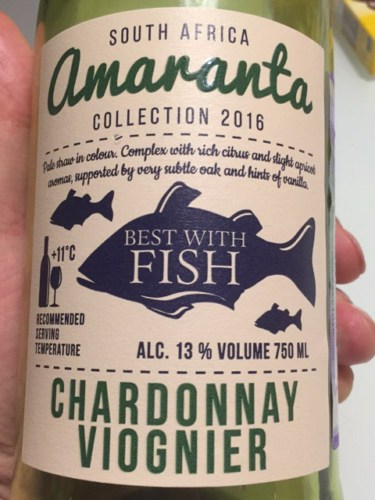 SOUTH AFRICA
Amaranta
COLLECTION 2016
Pale straw in colour. Complex with rich citrus and slight apricot
aromas, supported by very subtle oak and hints of vanilla.
BEST WITH
FISH
+11°C
RECOMMENDED
SERVING
TEMPERATURE
ALC. 13 % VOLUME 750 ML
CHARDONNAY
VIOGNIER